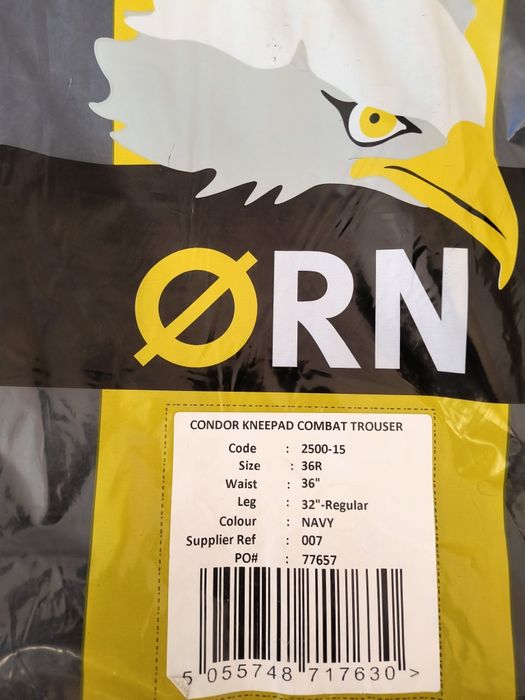 ØRN
CONDOR KNEEPAD COMBAT TROUSER
Code : 2500-15
Size : 36R
Waist : 36"
Leg : 32"-Regular
Colour : NAVY
Supplier Ref : 007
PO# : 77657
5 055748 717630 >